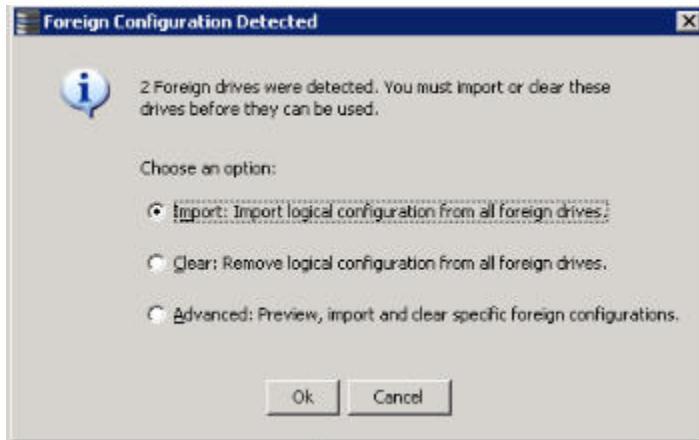 Foreign Configuration Detected
2 Foreign drives were detected. You must import or clear these
drives before they can be used.
Choose an option:
Import: Import logical configuration from all foreign drives.
Clear: Remove logical configuration from all foreign drives.
Advanced: Preview, import and clear specific foreign configurations.
Ok Cancel